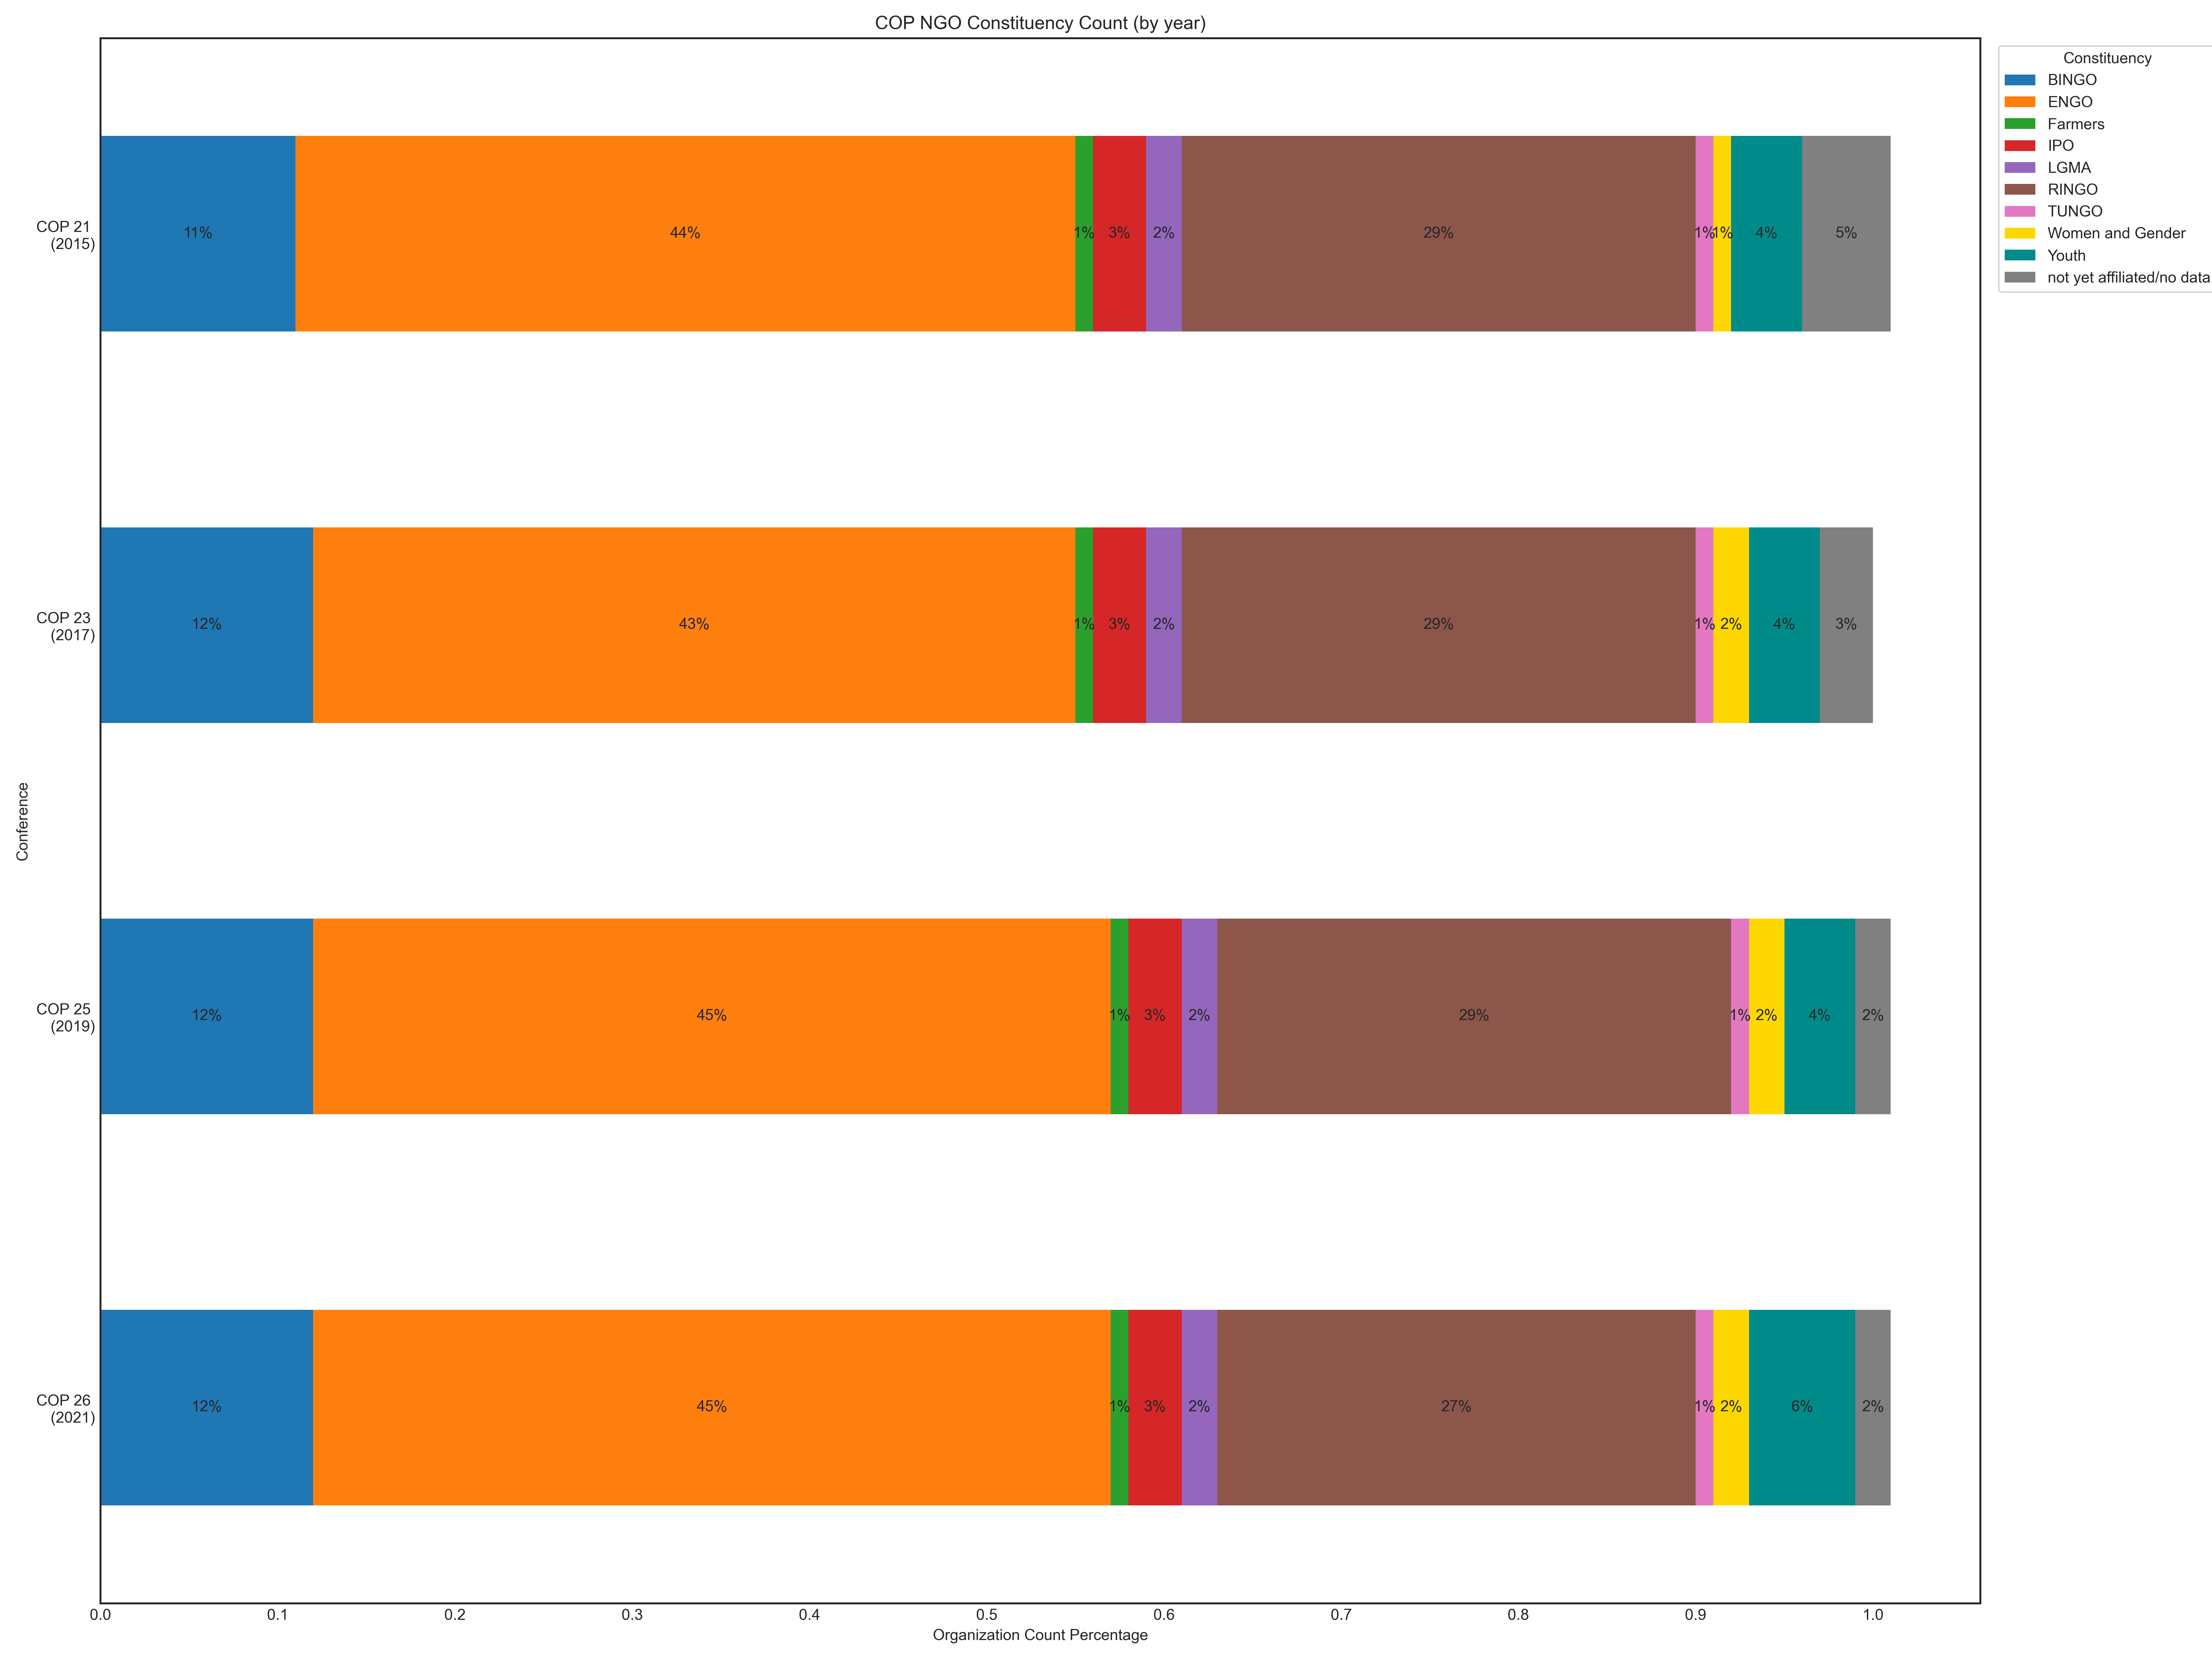 COP NGO Constituency Count (by year)
Constituency
BINGO
ENGO
Farmers
IPO
LGMA
RINGO
TUNGO
Women and Gender
Youth
not yet affiliated/no data
Conference
COP 21
(2015)
11% 44% 1% 3% 2% 29% 1% 1% 4% 5%
COP 23
(2017)
12% 43% 1% 3% 2% 29% 1% 2% 4% 3%
COP 25
(2019)
12% 45% 1% 3% 2% 29% 1% 2% 4% 2%
COP 26
(2021)
12% 45% 1% 3% 2% 27% 1% 2% 6% 2%
0.0 0.1 0.2 0.3 0.4 0.5 0.6 0.7 0.8 0.9 1.0
Organization Count Percentage